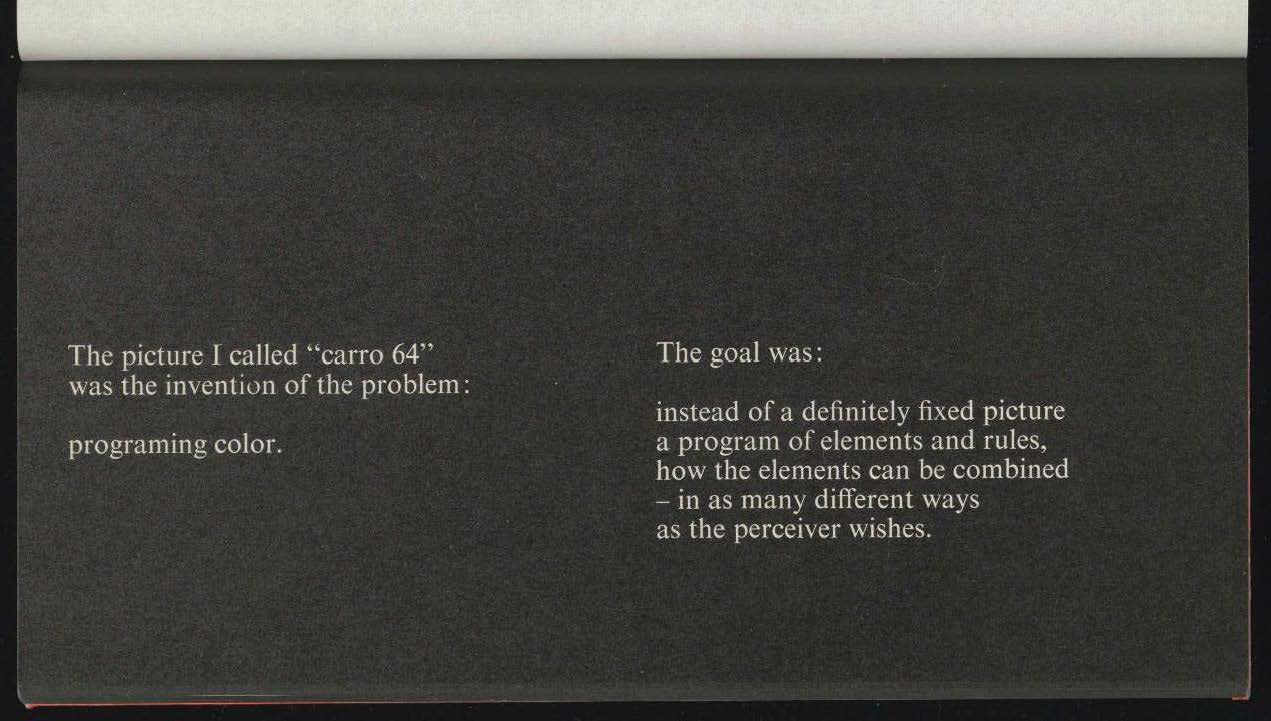 The picture I called “carro 64”
was the invention of the problem:
programing color.
The goal was:
instead of a definitely fixed picture
a program of elements and rules,
how the elements can be combined
– in as many different ways
as the perceiver wishes.